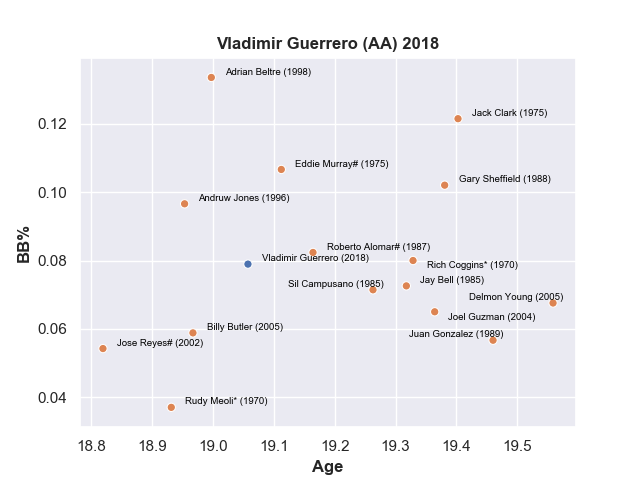 Vladimir Guerrero (AA) 2018
Adrian Beltre (1998)
Jack Clark (1975)
0.12
Eddie Murray# (1975)
Gary Sheffield (1988)
0.10
Andruw Jones (1996)
Roberto Alomar# (1987)
BB%
Vladimir Guerrero (2018)
0.08
Rich Coggins* (1970)
Sil Campusano (1985)
Jay Bell (1985)
Delmon Young (2005)
Joel Guzman (2004)
0.06
Billy Butler (2005)
Juan Gonzalez (1989)
Jose Reyes# (2002)
0.04
Rudy Meoli* (1970)
18.8 18.9 19.0 19.1 19.2 19.3 19.4 19.5
Age